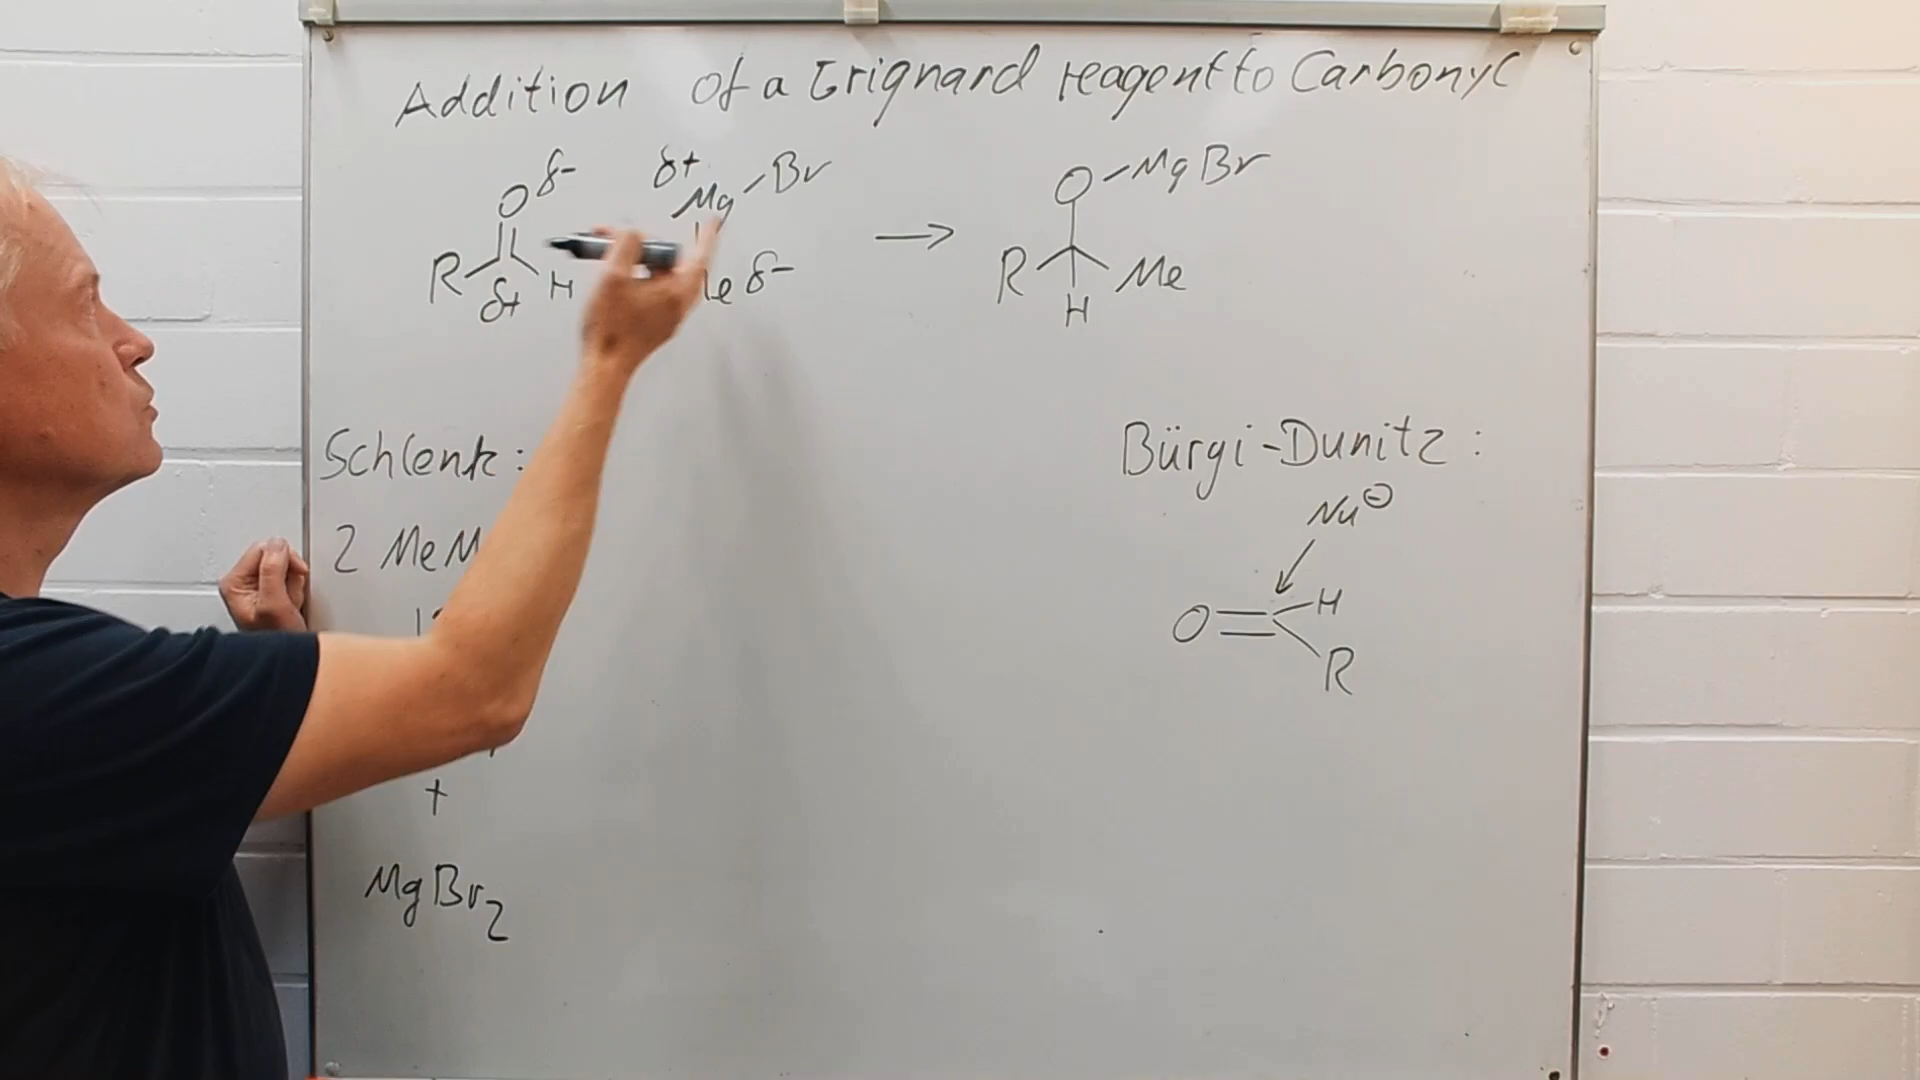 Addition of a Grignard reagent to Carbonyl
O δ- δ+ Mg Br O MgBr
R δ+ H δ- R H Me
Schlenk: Bürgi-Dunitz:
Nu⊖
2 MeM
O H
R
+
MgBr2